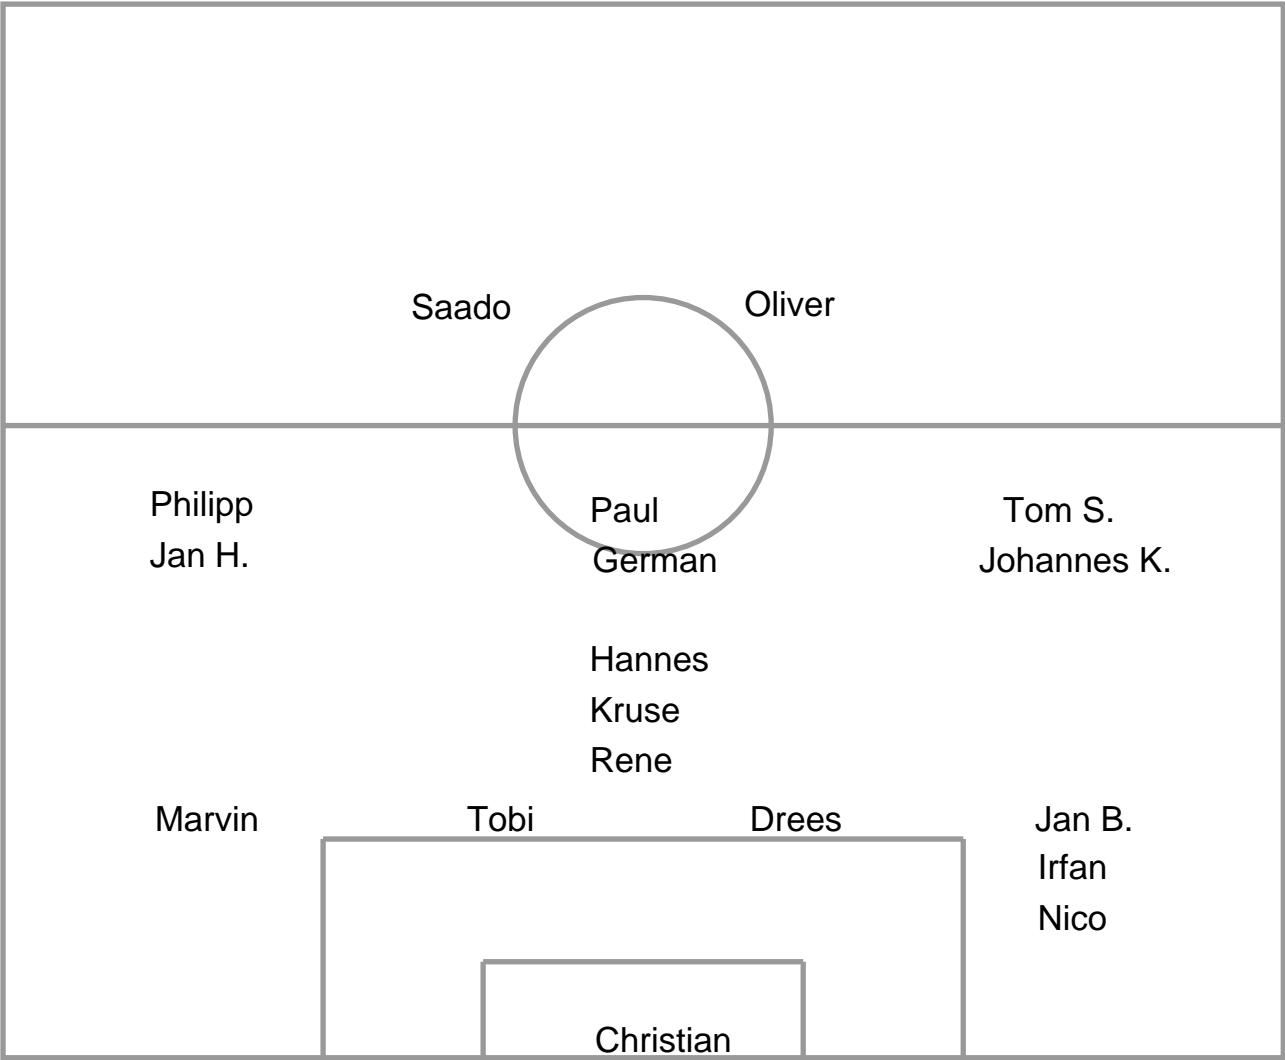 Saado
Oliver
Philipp
Paul
Tom S.
Jan H.
German
Johannes K.
Hannes
Kruse
Rene
Marvin
Tobi
Drees
Jan B.
Irfan
Nico
Christian